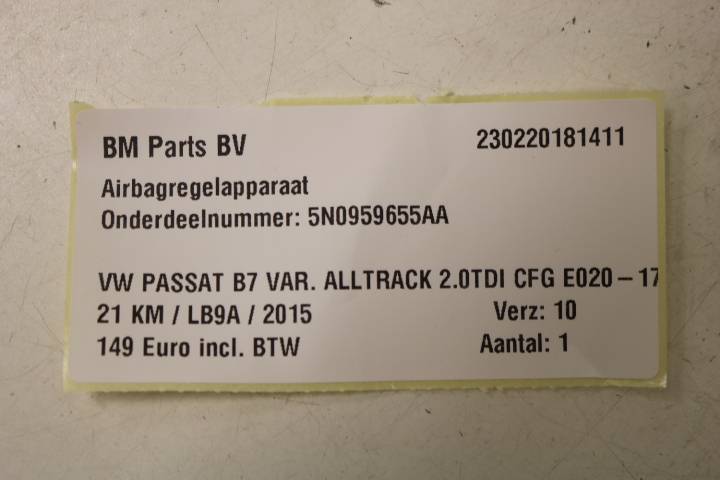 BM Parts BV 230220181411
Airbagregelapparaat
Onderdeelnummer: 5N0959655AA
VW PASSAT B7 VAR. ALLTRACK 2.0TDI CFG E020-17
21 KM / LB9A / 2015 Verz: 10
149 Euro incl. BTW Aantal: 1